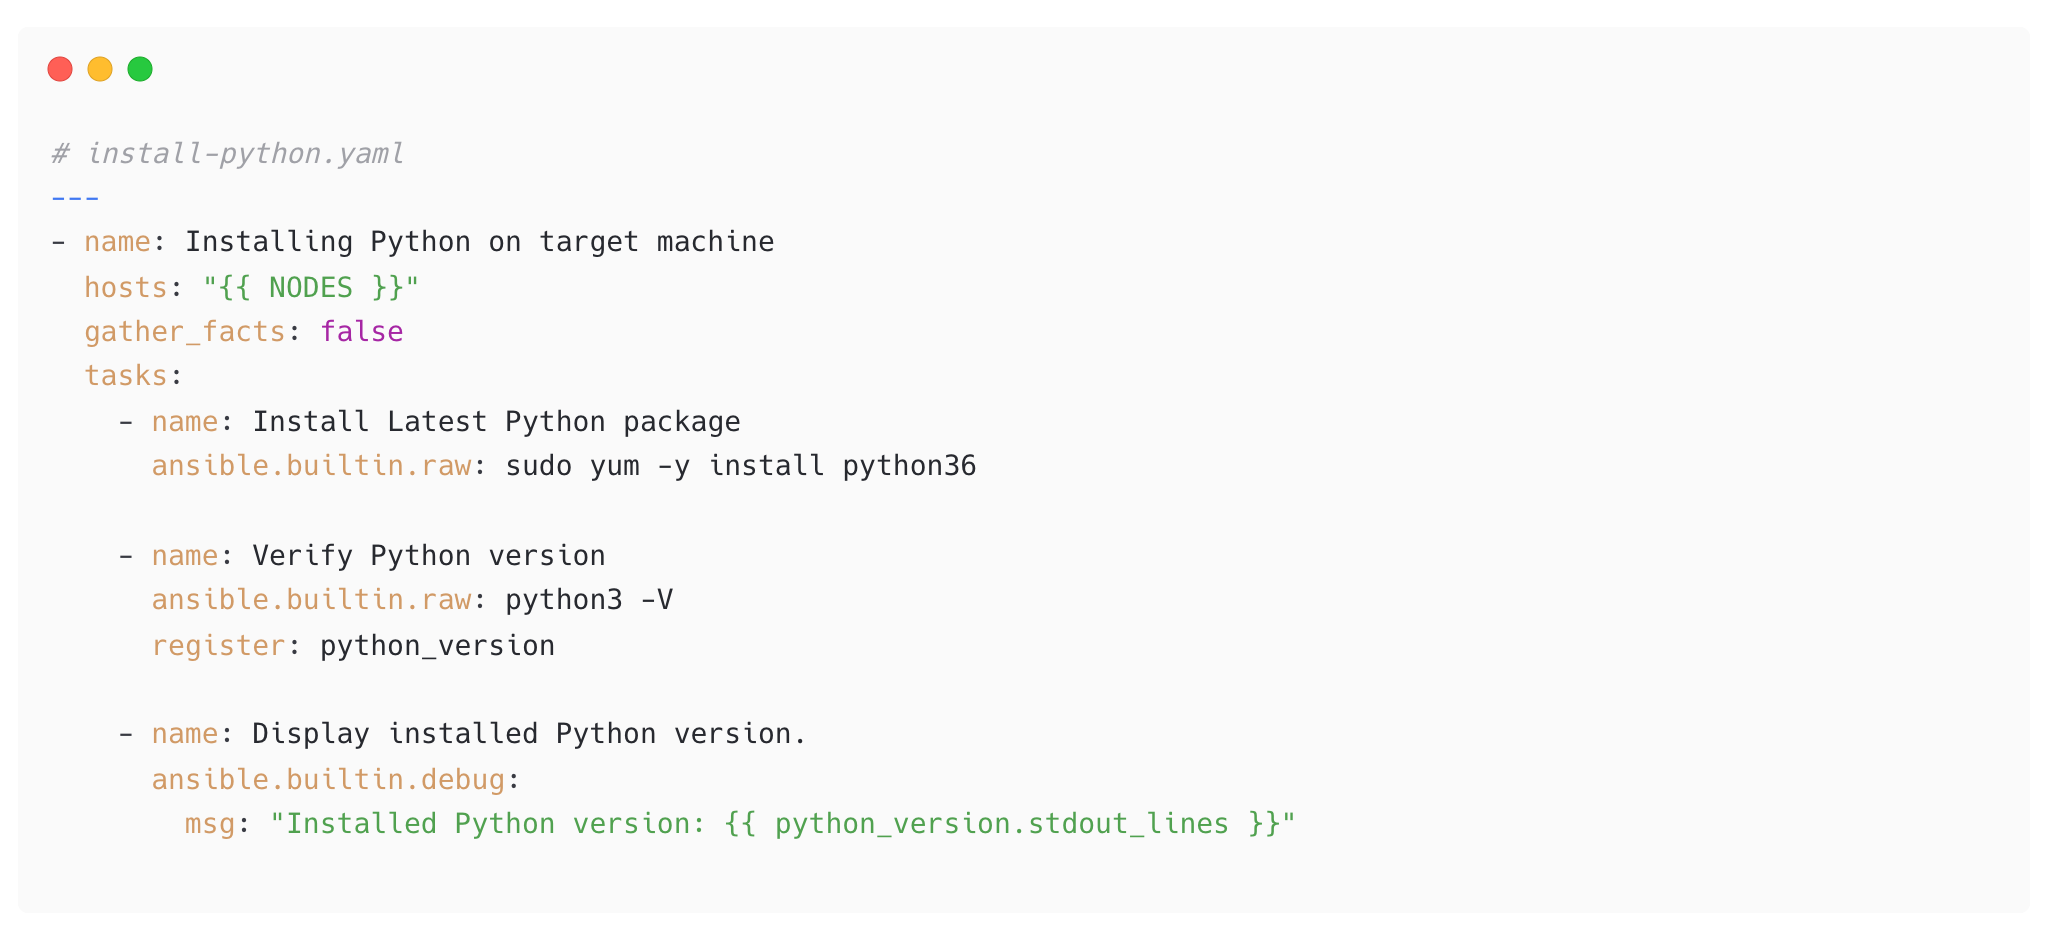 # install-python.yaml
---
- name: Installing Python on target machine
  hosts: "{{ NODES }}"
  gather_facts: false
  tasks:
    - name: Install Latest Python package
      ansible.builtin.raw: sudo yum -y install python36

    - name: Verify Python version
      ansible.builtin.raw: python3 -V
      register: python_version

    - name: Display installed Python version.
      ansible.builtin.debug:
        msg: "Installed Python version: {{ python_version.stdout_lines }}"